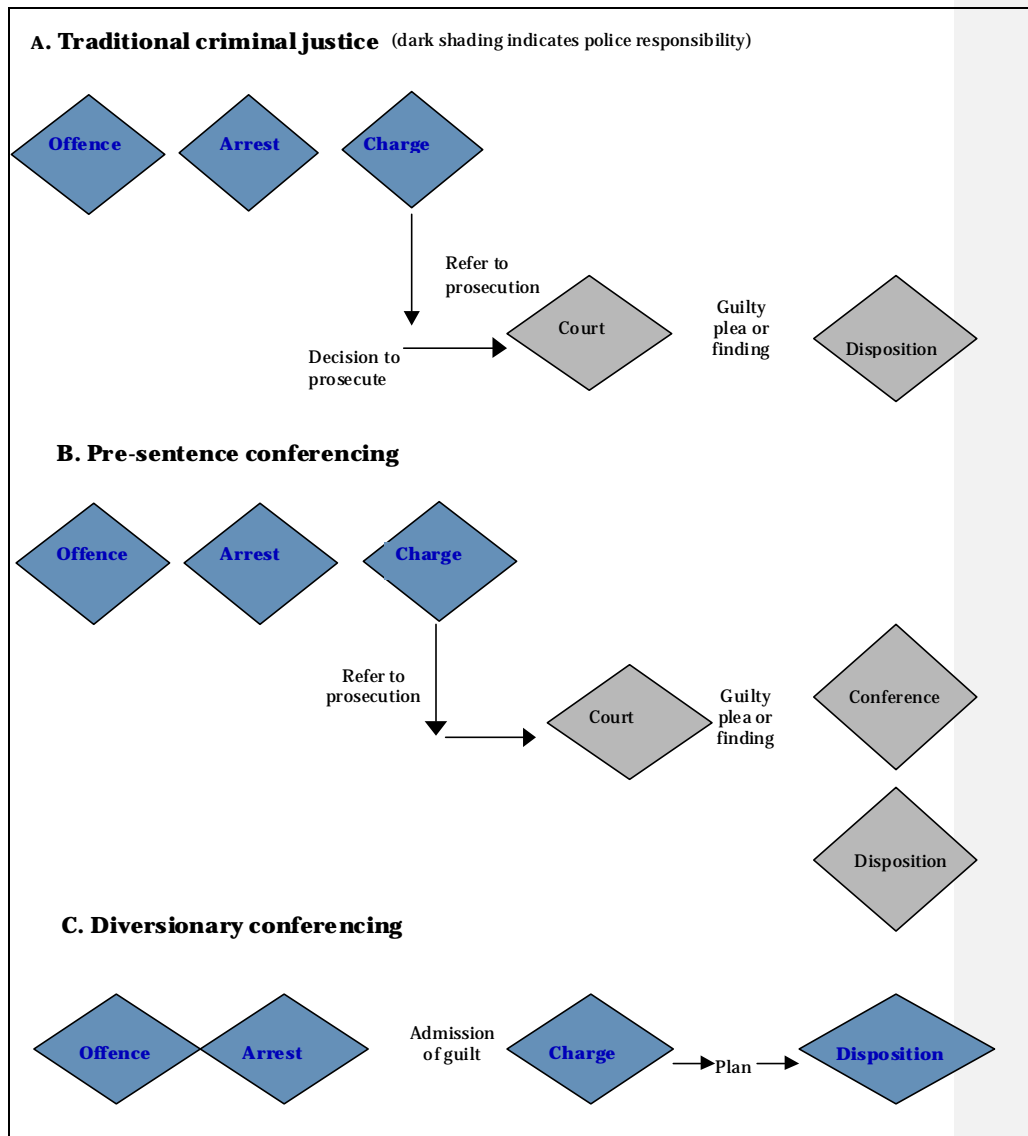 A. Traditional criminal justice (dark shading indicates police responsibility)
Offence
Arrest
Charge
Refer to
prosecution
Decision to
prosecute
Court
Guilty
plea or
finding
Disposition
B. Pre-sentence conferencing
Offence
Arrest
Charge
Refer to
prosecution
Court
Guilty
plea or
finding
Conference
Disposition
C. Diversionary conferencing
Offence
Arrest
Admission
of guilt
Charge
Plan
Disposition